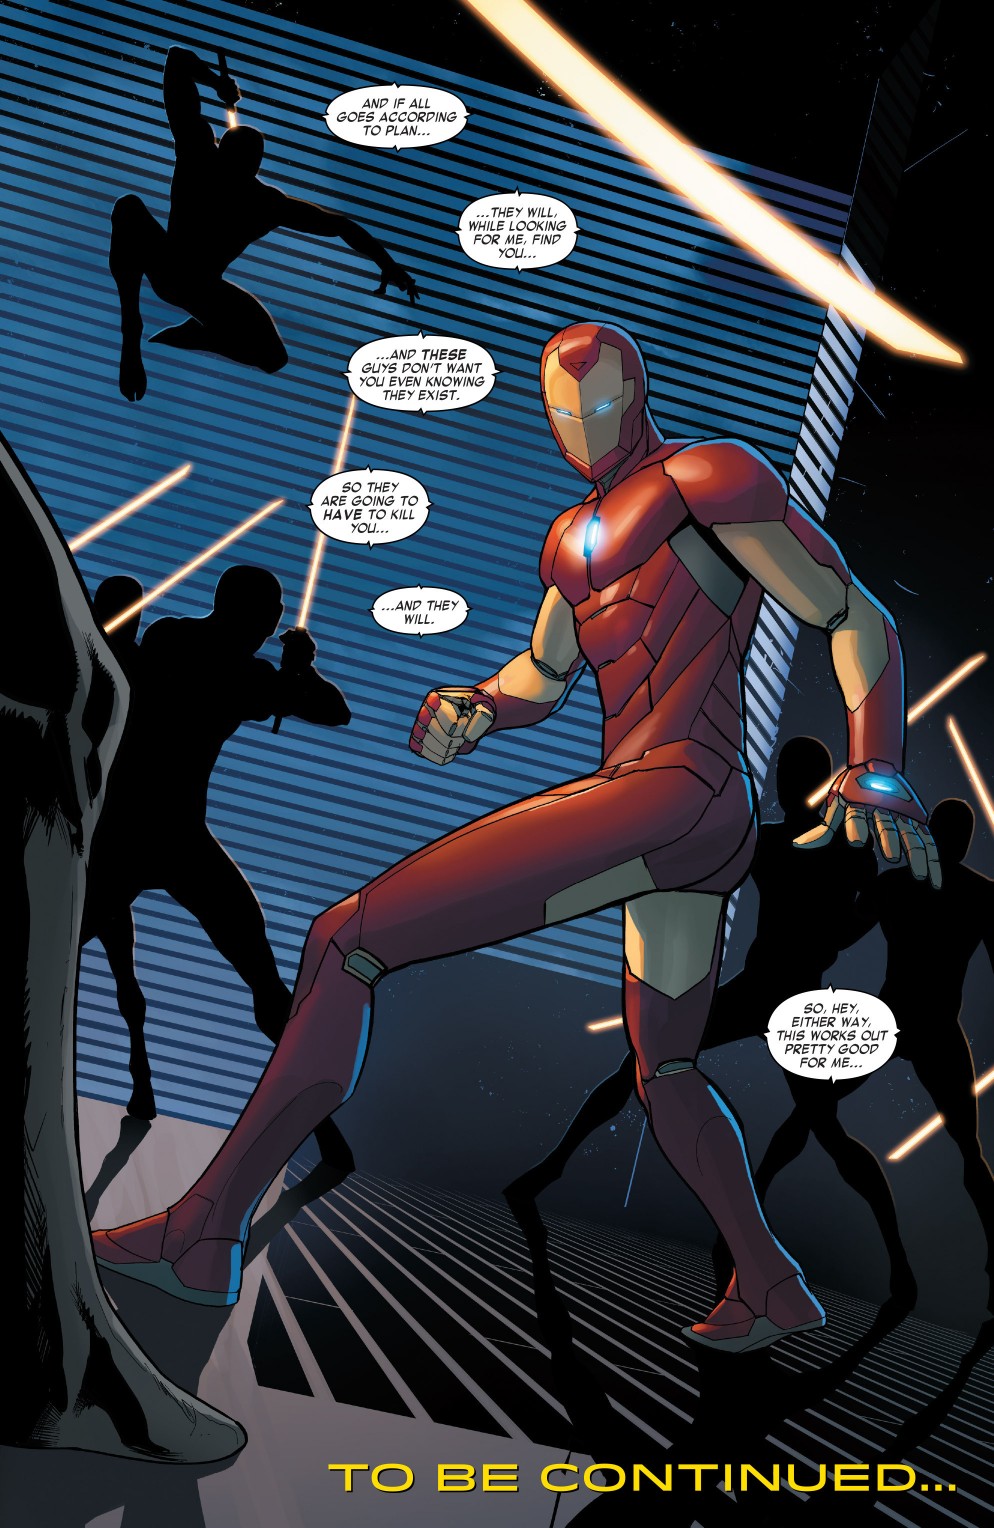 AND IF ALL
GOES ACCORDING
TO PLAN...
...THEY WILL,
WHILE LOOKING
FOR ME, FIND
YOU...
...AND THESE
GUYS DON'T WANT
YOU EVEN KNOWING
THEY EXIST.
SO THEY
ARE GOING TO
HAVE TO KILL
YOU...
...AND THEY
WILL.
SO, HEY,
EITHER WAY,
THIS WORKS OUT
PRETTY GOOD
FOR ME...
TO BE CONTINUED...